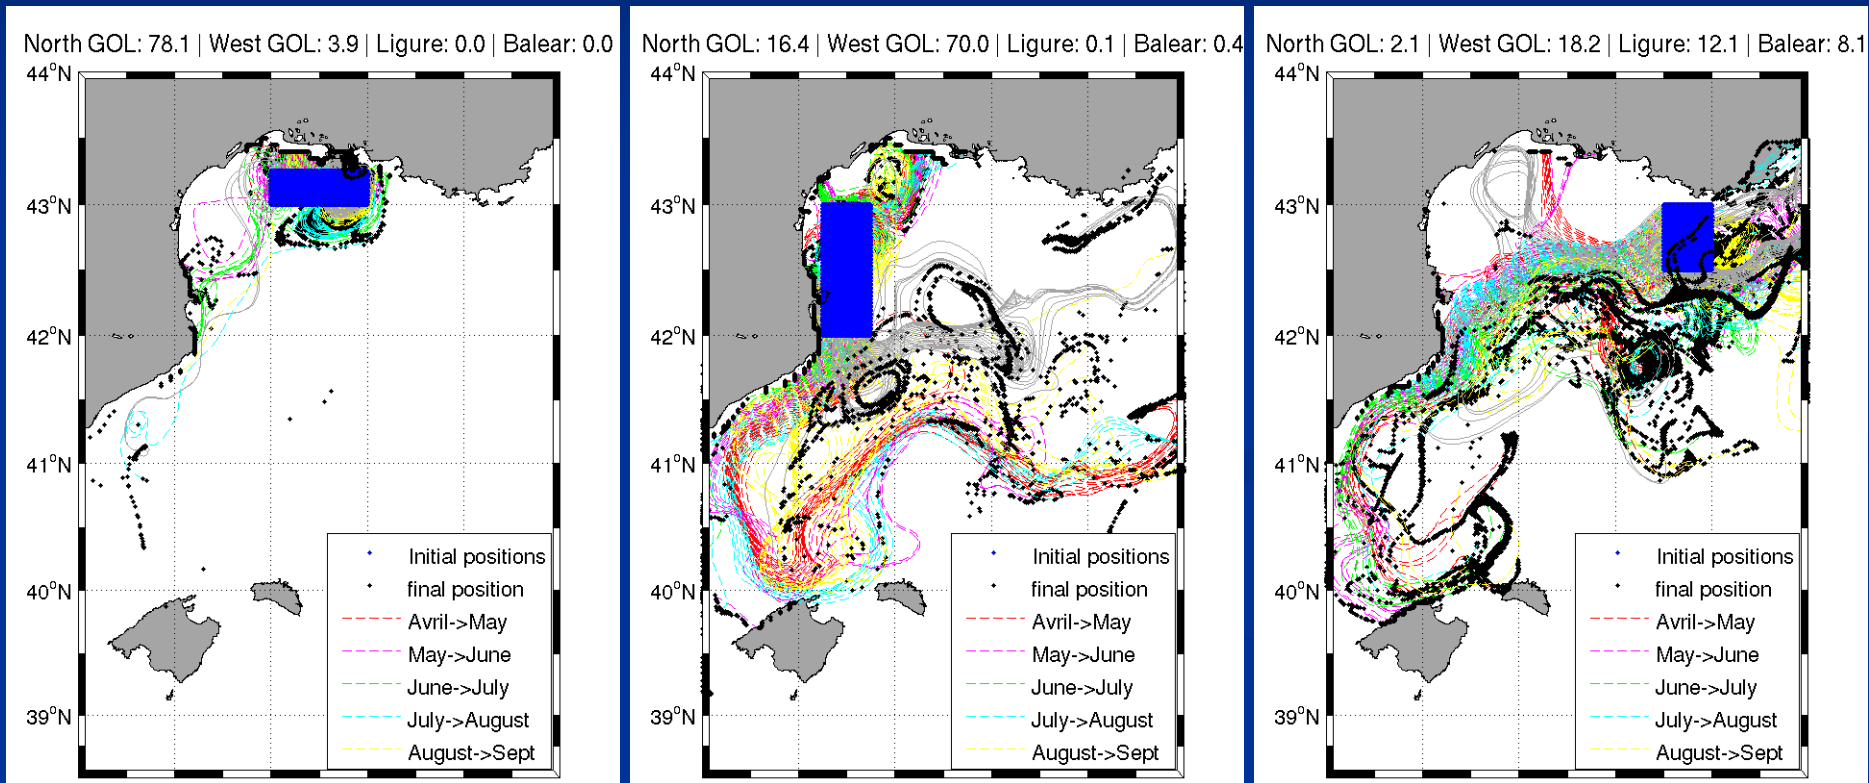 North GOL: 78.1 | West GOL: 3.9 | Ligure: 0.0 | Balear: 0.0
44°N
43°N
42°N
41°N
40°N
39°N
Initial positions
final position
Avril->May
May->June
June->July
July->August
August->Sept
North GOL: 16.4 | West GOL: 70.0 | Ligure: 0.1 | Balear: 0.4
44°N
43°N
42°N
41°N
40°N
39°N
Initial positions
final position
Avril->May
May->June
June->July
July->August
August->Sept
North GOL: 2.1 | West GOL: 18.2 | Ligure: 12.1 | Balear: 8.1
44°N
43°N
42°N
41°N
40°N
39°N
Initial positions
final position
Avril->May
May->June
June->July
July->August
August->Sept